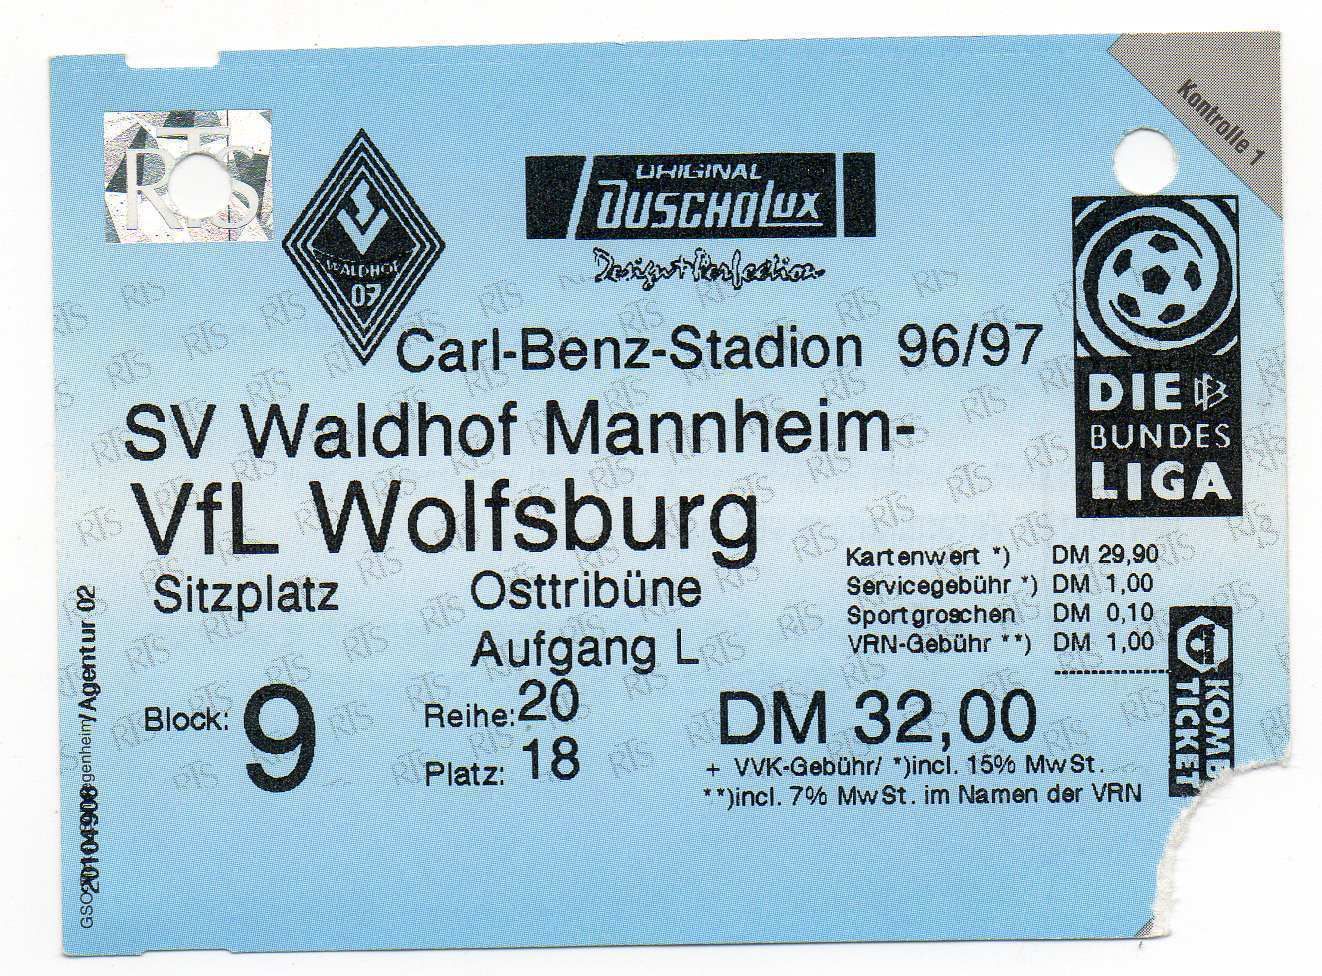 Kontrolle 1
RTS
WALDHOF
07
ORIGINAL
DUSCHOLUX
Design + Perfection
Carl-Benz-Stadion 96/97
SV Waldhof Mannheim-
VfL Wolfsburg
DIE
BUNDES
LIGA
Sitzplatz Osttribüne
Aufgang L
Kartenwert *) DM 29,90
Servicegebühr *) DM 1,00
Sportgroschen DM 0,10
VRN-Gebühr **) DM 1,00
Block: 9
Reihe: 20
Platz: 18
DM 32,00
+ VVK-Gebühr/ *)incl. 15% MwSt.
**)incl. 7% MwSt. im Namen der VRN
KOMBI
TICKET
/Agentur 02
20104908